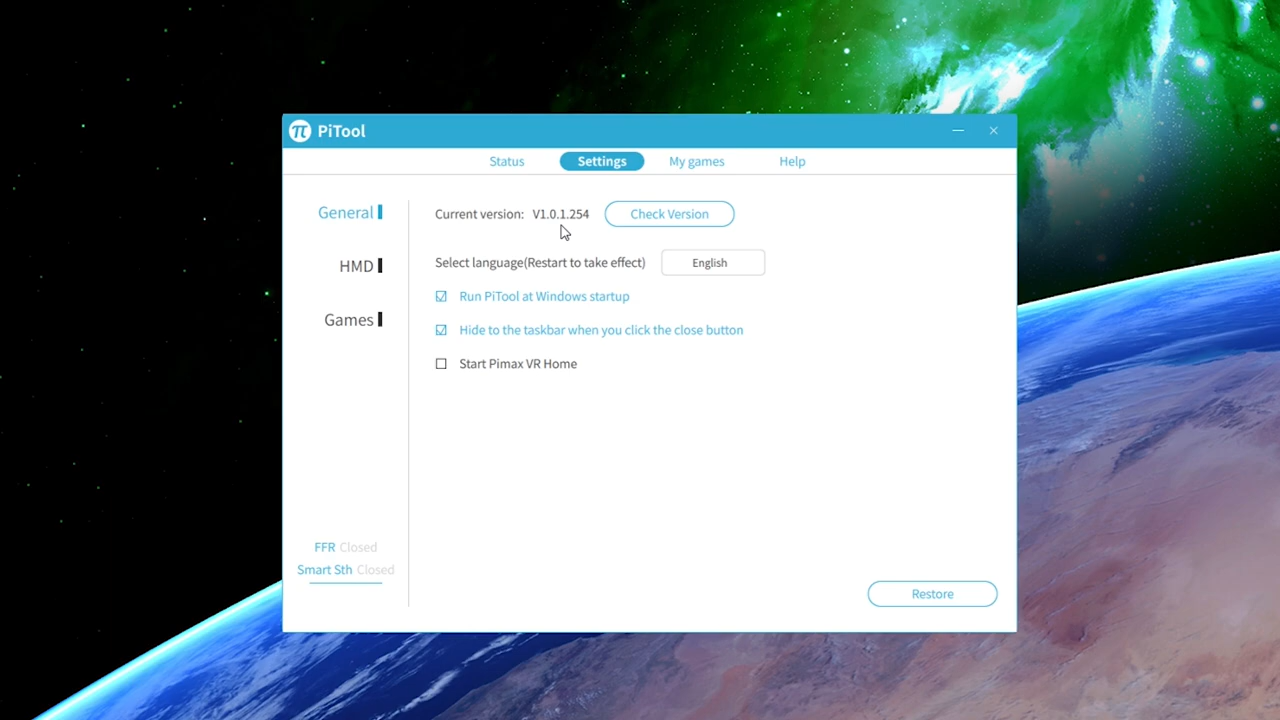 π PiTool
Status Settings My games Help
General
HMD
Games
Current version: V1.0.1.254 Check Version
Select language(Restart to take effect) English
Run PiTool at Windows startup
Hide to the taskbar when you click the close button
Start Pimax VR Home
FFR Closed
Smart Sth Closed
Restore